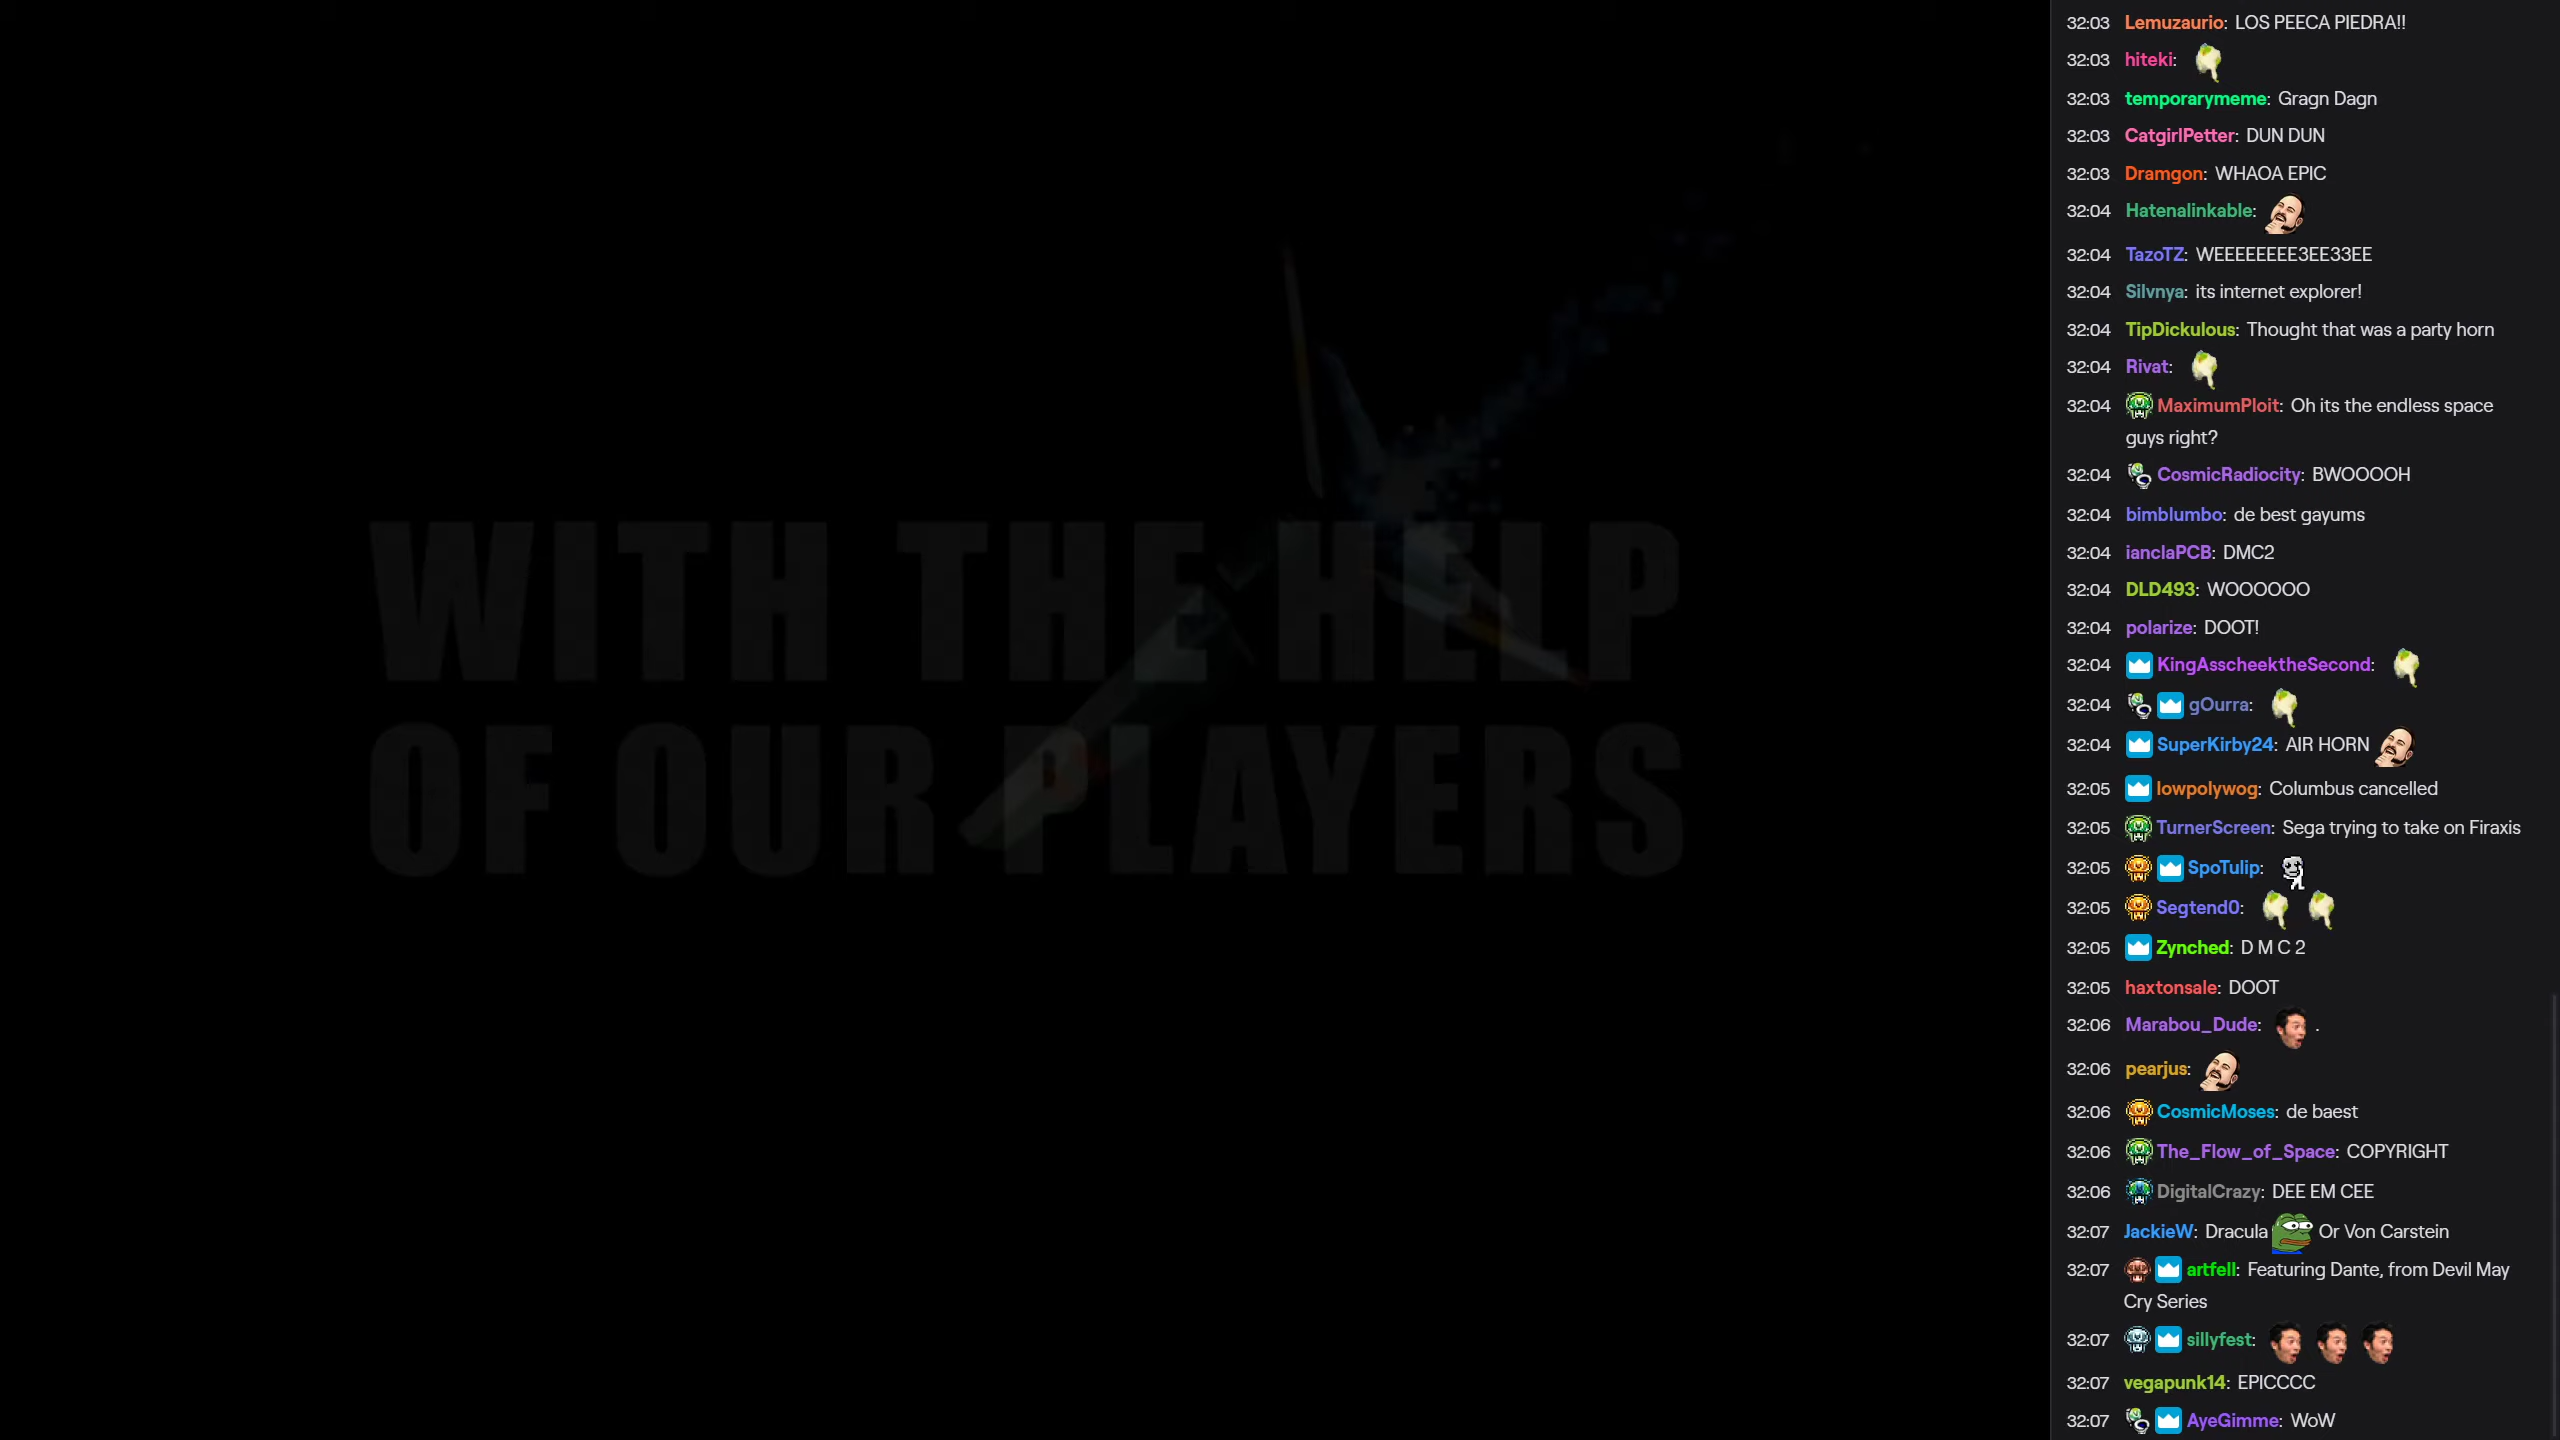 WITH THE HELP
OF OUR PLAYERS
32:03 Lemuzaurio: LOS PEECA PIEDRA!!
32:03 hiteki:
32:03 temporarymeme: Gragn Dagn
32:03 CatgirlPetter: DUN DUN
32:03 Dramgon: WHAOA EPIC
32:04 Hatenalinkable:
32:04 TazoTZ: WEEEEEEEE3EE33EE
32:04 Silvnya: its internet explorer!
32:04 TipDickulous: Thought that was a party horn
32:04 Rivat:
32:04 MaximumPloit: Oh its the endless space
guys right?
32:04 CosmicRadiocity: BWOOOOH
32:04 bimblumbo: de best gayums
32:04 ianclaPCB: DMC2
32:04 DLD493: WOOOOOO
32:04 polarize: DOOT!
32:04 KingAsscheektheSecond:
32:04 gOurra:
32:04 SuperKirby24: AIR HORN
32:05 lowpolywog: Columbus cancelled
32:05 TurnerScreen: Sega trying to take on Firaxis
32:05 SpoTulip:
32:05 Segtend0:
32:05 Zynched: D M C 2
32:05 haxtonsale: DOOT
32:06 Marabou_Dude: .
32:06 pearjus:
32:06 CosmicMoses: de baest
32:06 The_Flow_of_Space: COPYRIGHT
32:06 DigitalCrazy: DEE EM CEE
32:07 JackieW: Dracula Or Von Carstein
32:07 artfell: Featuring Dante, from Devil May
Cry Series
32:07 sillyfest:
32:07 vegapunk14: EPICCCC
32:07 AyeGimme: WoW